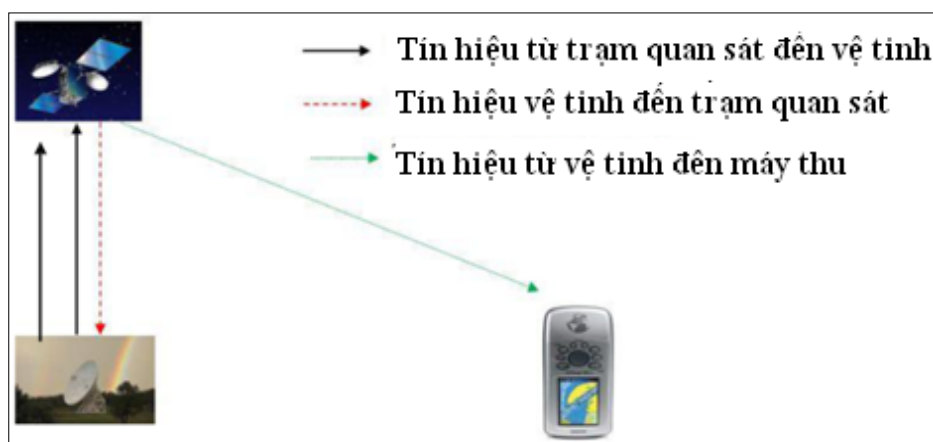 Tín hiệu từ trạm quan sát đến vệ tinh
Tín hiệu vệ tinh đến trạm quan sát
Tín hiệu từ vệ tinh đên máy thu